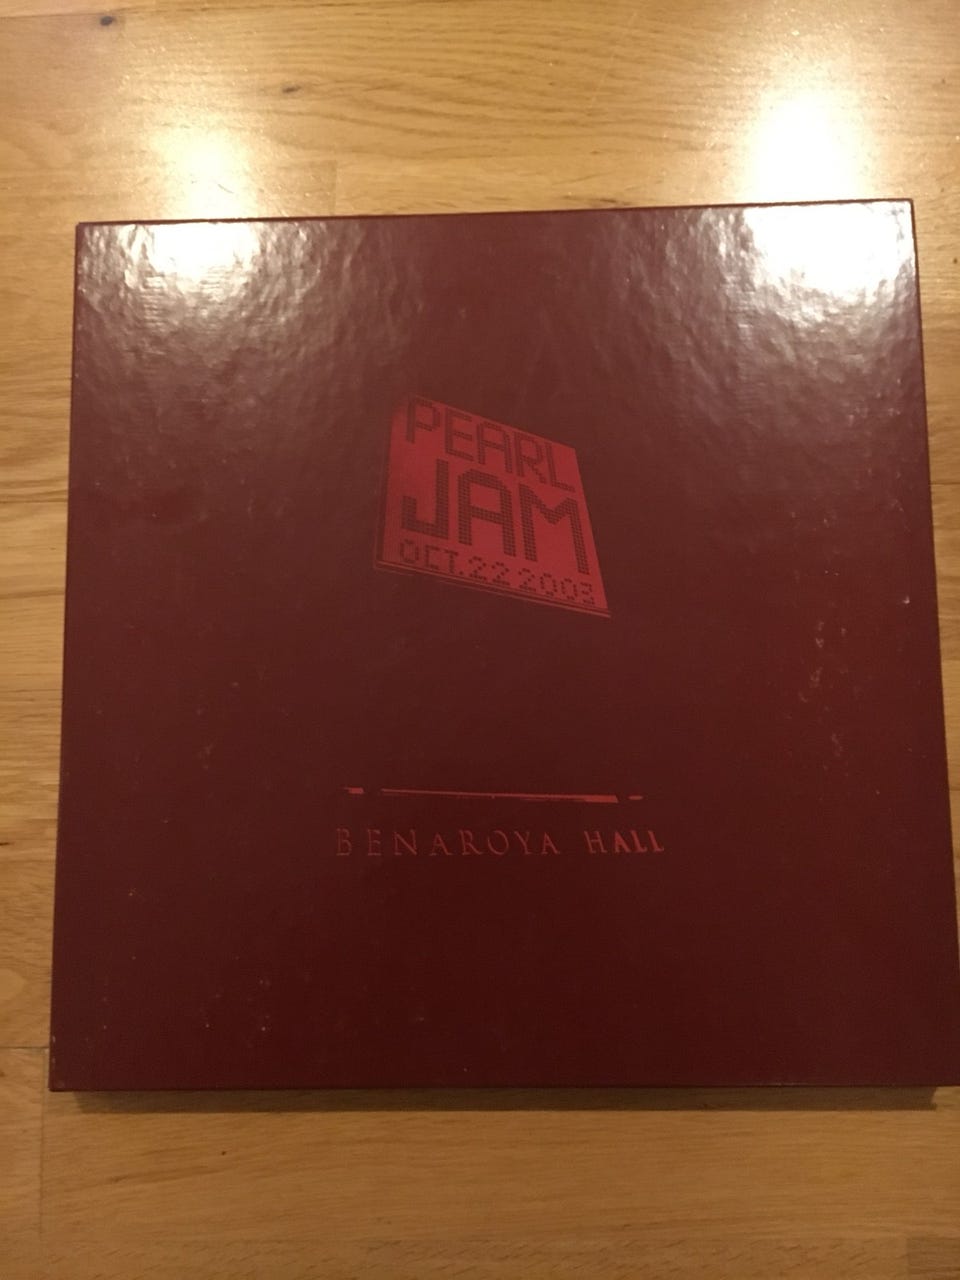 PEARL
JAM
OCT.22 2003
BENAROYA HALL